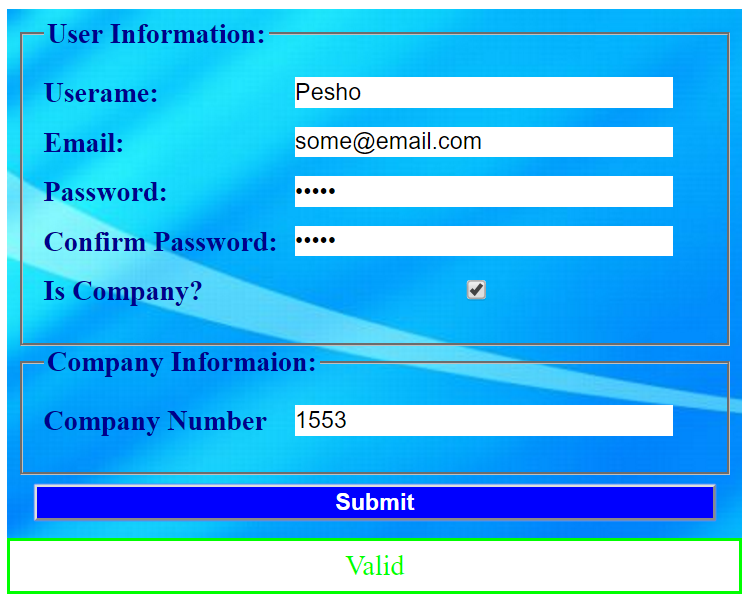 User Information:
Userame: Pesho
Email: some@email.com
Password: •••••
Confirm Password: •••••
Is Company?
Company Informaion:
Company Number 1553
Submit
Valid